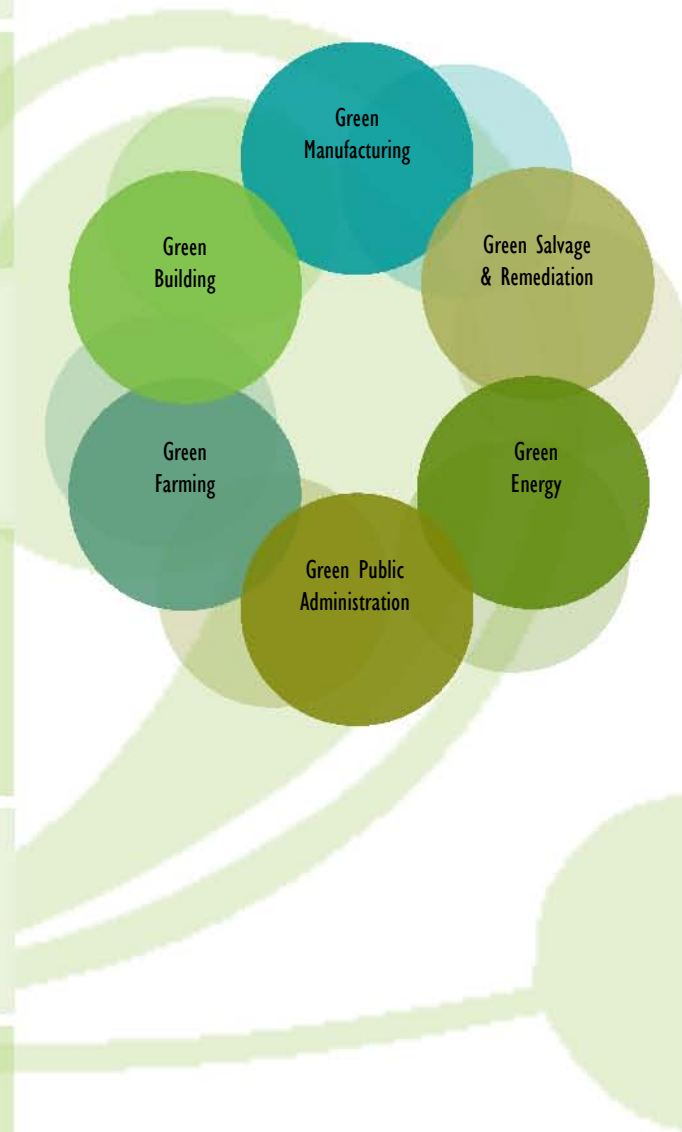 Green
Manufacturing
Green Salvage
& Remediation
Green
Energy
Green Public
Administration
Green
Farming
Green
Building